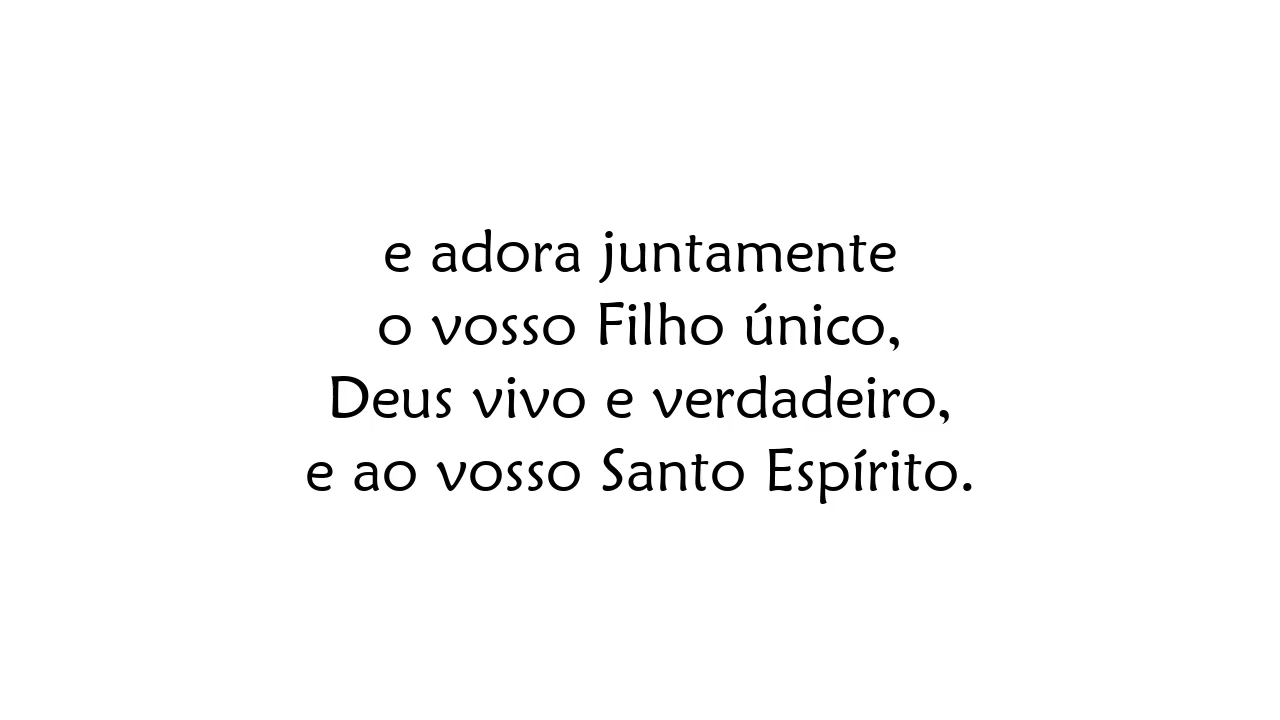 e adora juntamente
o vosso Filho único,
Deus vivo e verdadeiro,
e ao vosso Santo Espírito.